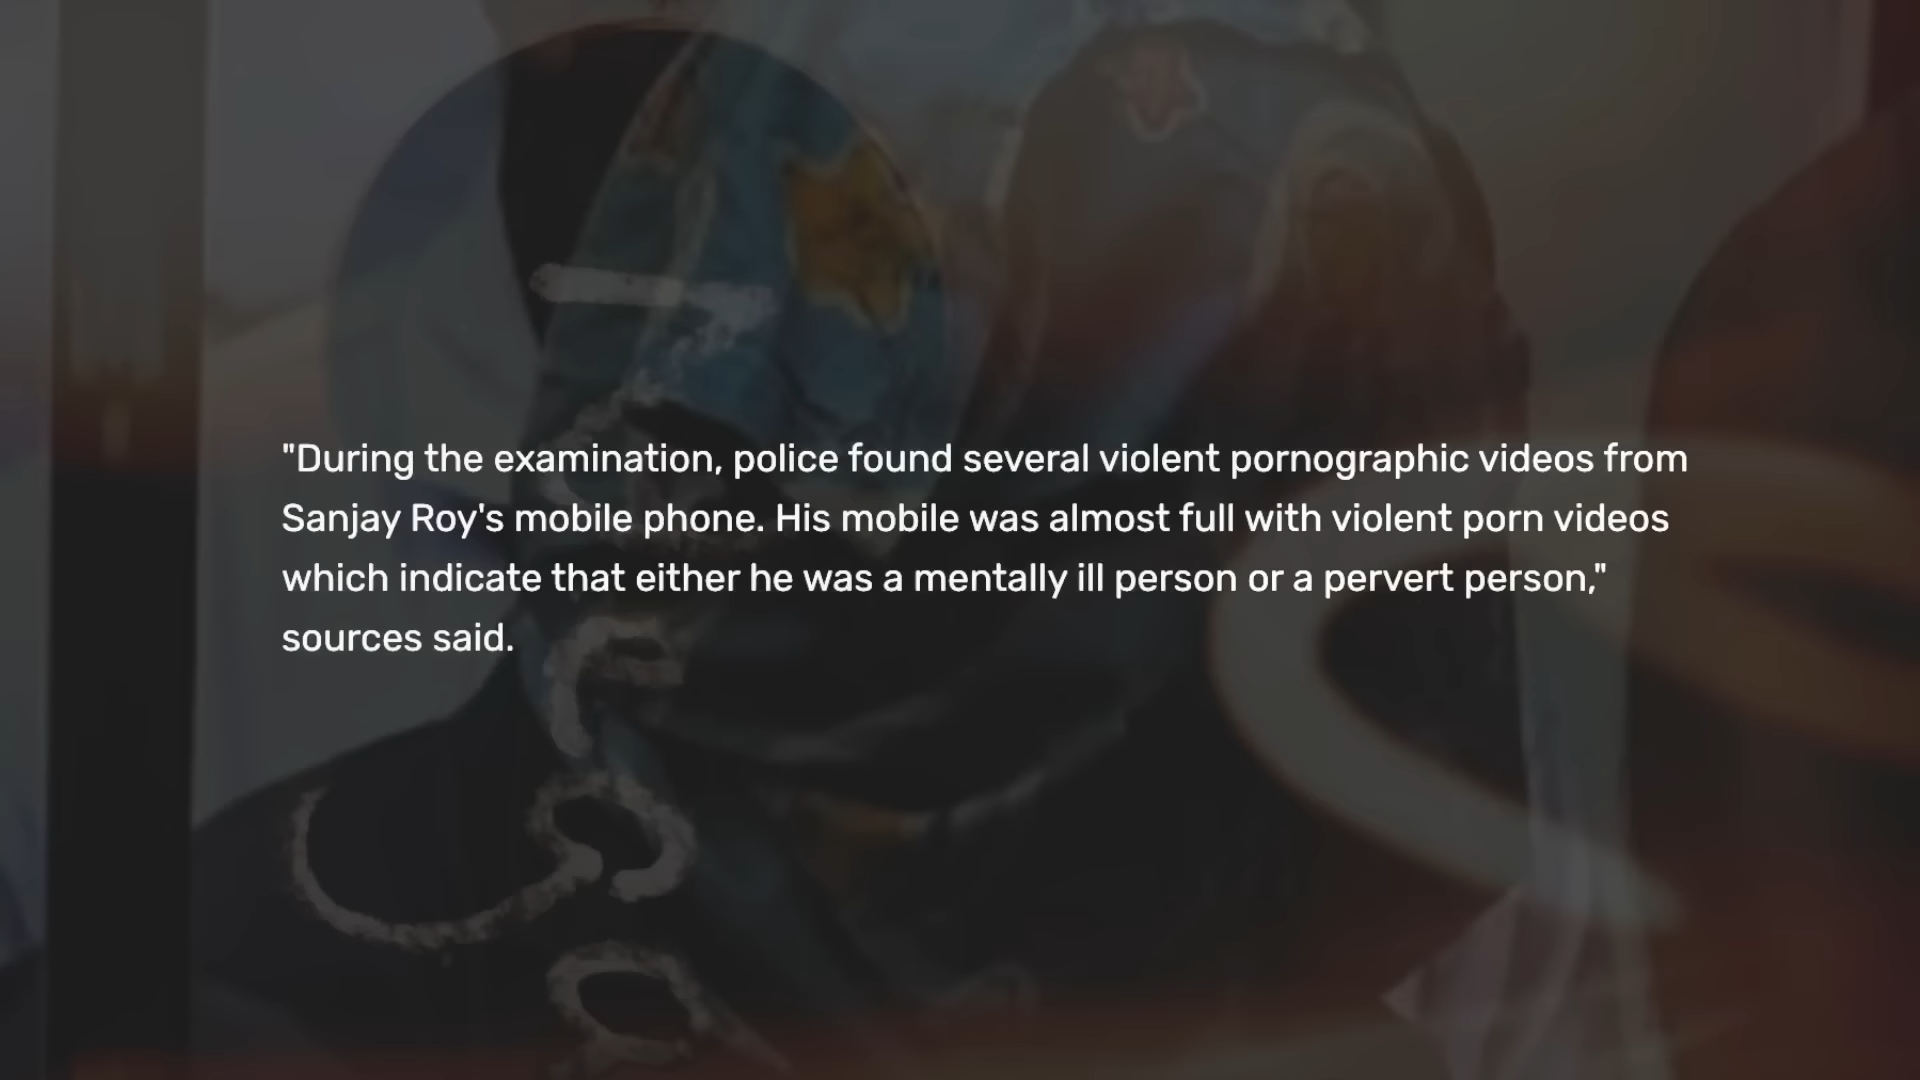 "During the examination, police found several violent pornographic videos from
Sanjay Roy's mobile phone. His mobile was almost full with violent porn videos
which indicate that either he was a mentally ill person or a pervert person,"
sources said.